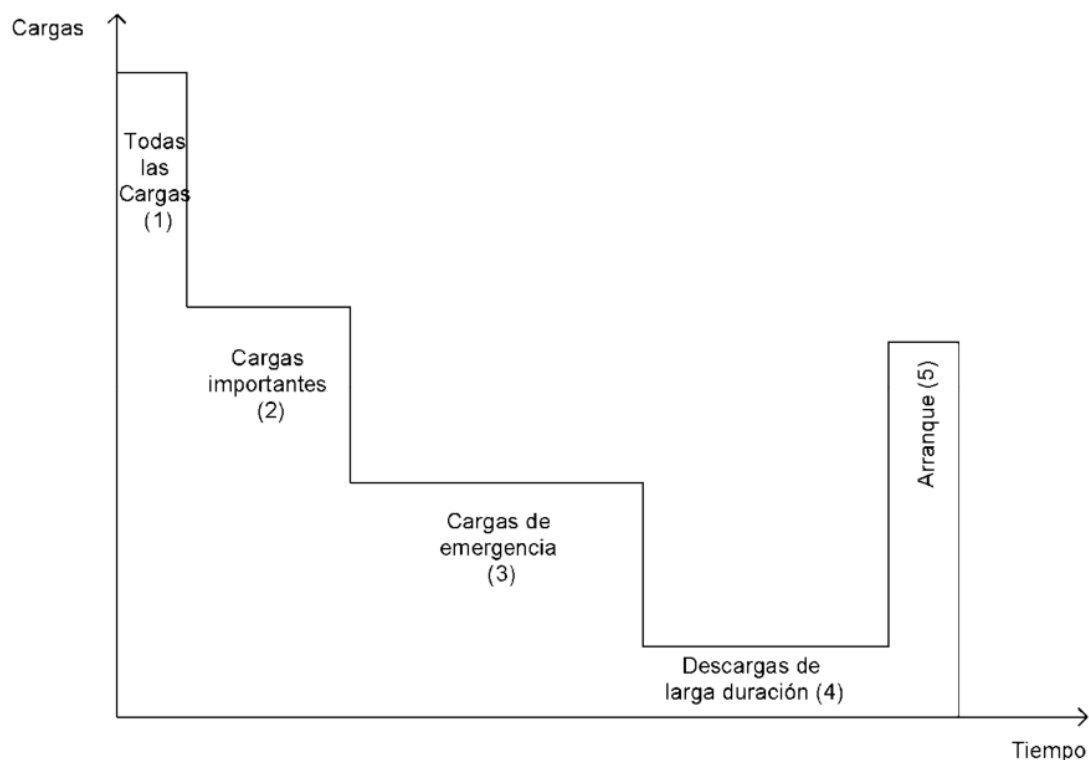 Cargas
Todas
las
Cargas
(1)
Cargas
importantes
(2)
Cargas de
emergencia
(3)
Descargas de
larga duración (4)
Arranque (5)
Tiempo